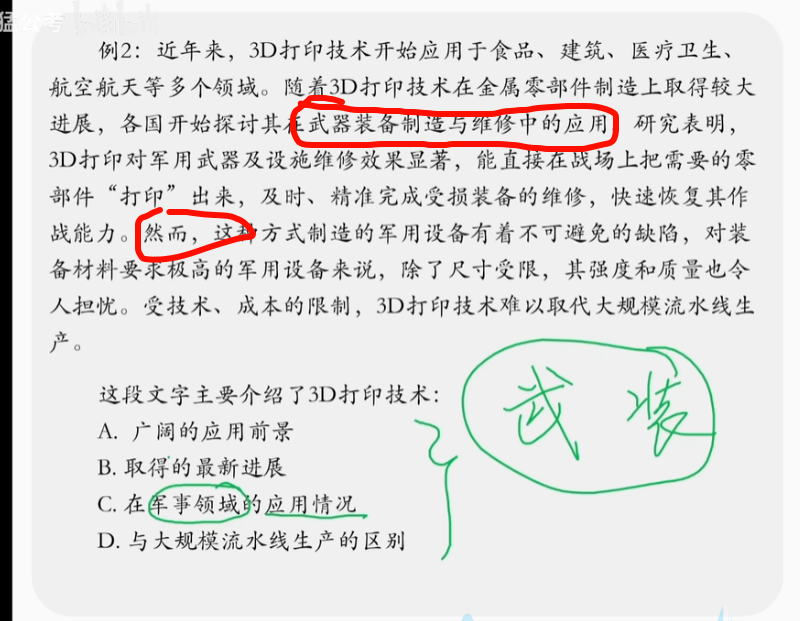 猛公考
例2：近年来，3D打印技术开始应用于食品、建筑、医疗卫生、
航空航天等多个领域。随着3D打印技术在金属零部件制造上取得较大
进展，各国开始探讨其在武器装备制造与维修中的应用。研究表明，
3D打印对军用武器及设施维修效果显著，能直接在战场上把需要的零
部件“打印”出来，及时、精准完成受损装备的维修，快速恢复其作
战能力。然而，这种方式制造的军用设备有着不可避免的缺陷，对装
备材料要求极高的军用设备来说，除了尺寸受限，其强度和质量也令
人担忧。受技术、成本的限制，3D打印技术难以取代大规模流水线生
产。
这段文字主要介绍了3D打印技术：
武 装
A. 广阔的应用前景
B. 取得的最新进展
C. 在军事领域的应用情况
D. 与大规模流水线生产的区别